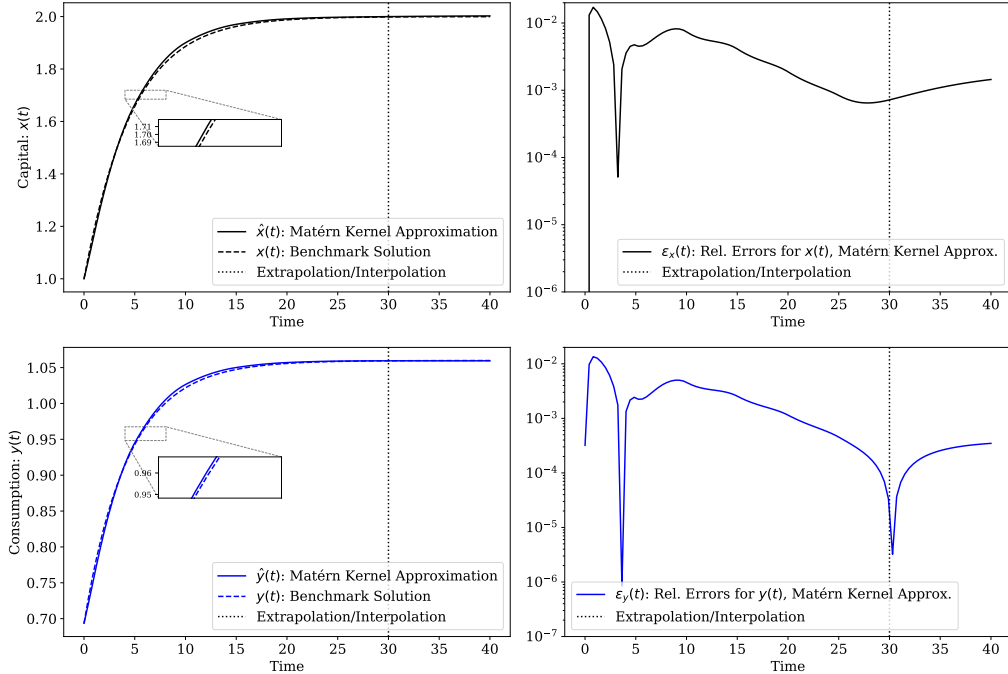 2.0
1.8
1.6
1.4
1.2
1.0
Capital: x(t)
1.71
1.70
1.69
x̂(t): Matérn Kernel Approximation
x(t): Benchmark Solution
Extrapolation/Interpolation
0 5 10 15 20 25 30 35 40
Time
10⁻²
10⁻³
10⁻⁴
10⁻⁵
10⁻⁶
εₓ(t): Rel. Errors for x(t), Matérn Kernel Approx.
Extrapolation/Interpolation
0 5 10 15 20 25 30 35 40
Time
1.05
1.00
0.95
0.90
0.85
0.80
0.75
0.70
Consumption: y(t)
0.96
0.95
ŷ(t): Matérn Kernel Approximation
y(t): Benchmark Solution
Extrapolation/Interpolation
0 5 10 15 20 25 30 35 40
Time
10⁻²
10⁻³
10⁻⁴
10⁻⁵
10⁻⁶
10⁻⁷
ε_y(t): Rel. Errors for y(t), Matérn Kernel Approx.
Extrapolation/Interpolation
0 5 10 15 20 25 30 35 40
Time